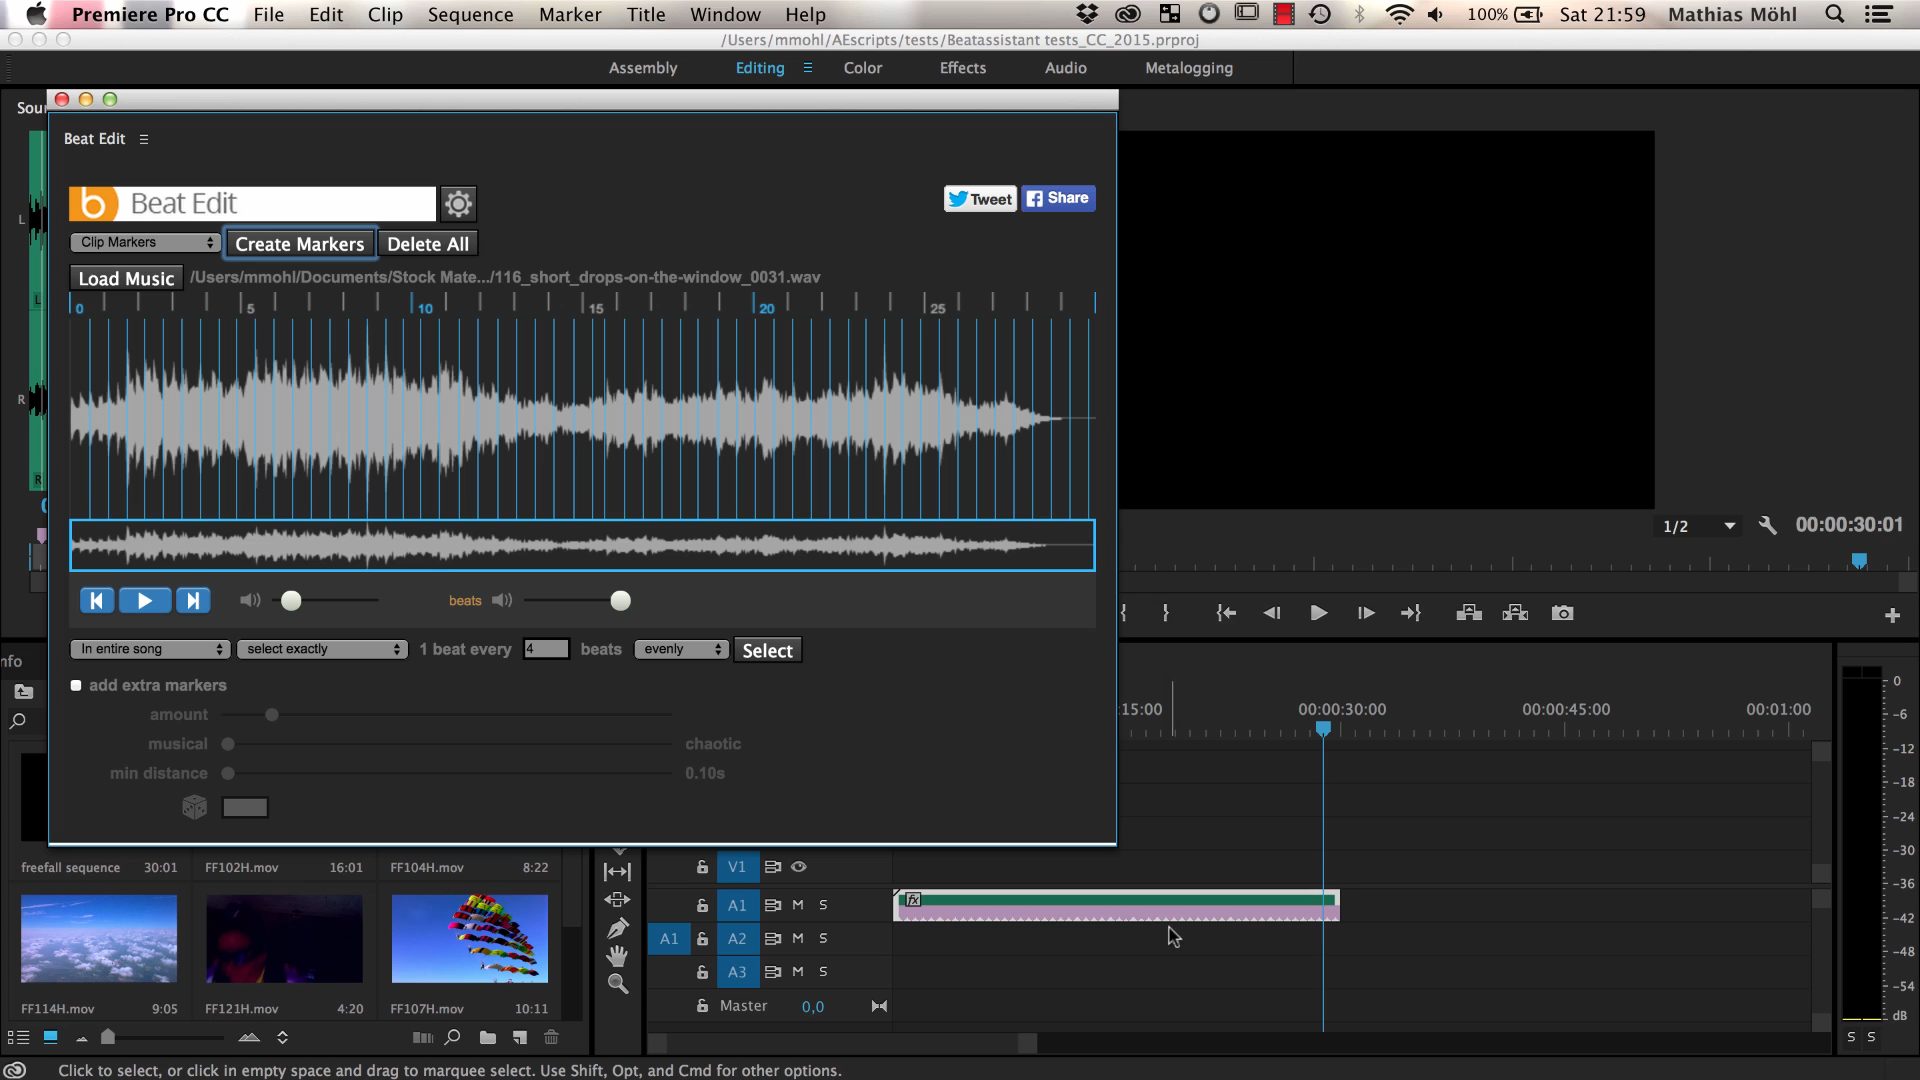 Premiere Pro CC File Edit Clip Sequence Marker Title Window Help 100% Sat 21:59 Mathias Möhl
/Users/mmohl/AEscripts/tests/Beatassistant tests_CC_2015.prproj
Assembly Editing Color Effects Audio Metalogging
Sour
Beat Edit
b Beat Edit
Tweet Share
Clip Markers Create Markers Delete All
Load Music /Users/mmohl/Documents/Stock Mate.../116_short_drops-on-the-window_0031.wav
0 5 10 15 20 25
L
L
R
R
1/2 00:00:30:01
beats
In entire song select exactly 1 beat every 4 beats evenly Select
nfo
add extra markers
amount
musical chaotic
min distance 0.10s
:15:00 00:00:30:00 00:00:45:00 00:01:00
0
-6
-12
-18
-24
-30
-36
-42
-48
-54
dB
S S
freefall sequence 30:01 FF102H.mov 16:01 FF104H.mov 8:22
V1
fx
A1 M S
A1 A2 M S
A3 M S
FF114H.mov 9:05 FF121H.mov 4:20 FF107H.mov 10:11
Master 0,0
Click to select, or click in empty space and drag to marquee select. Use Shift, Opt, and Cmd for other options.